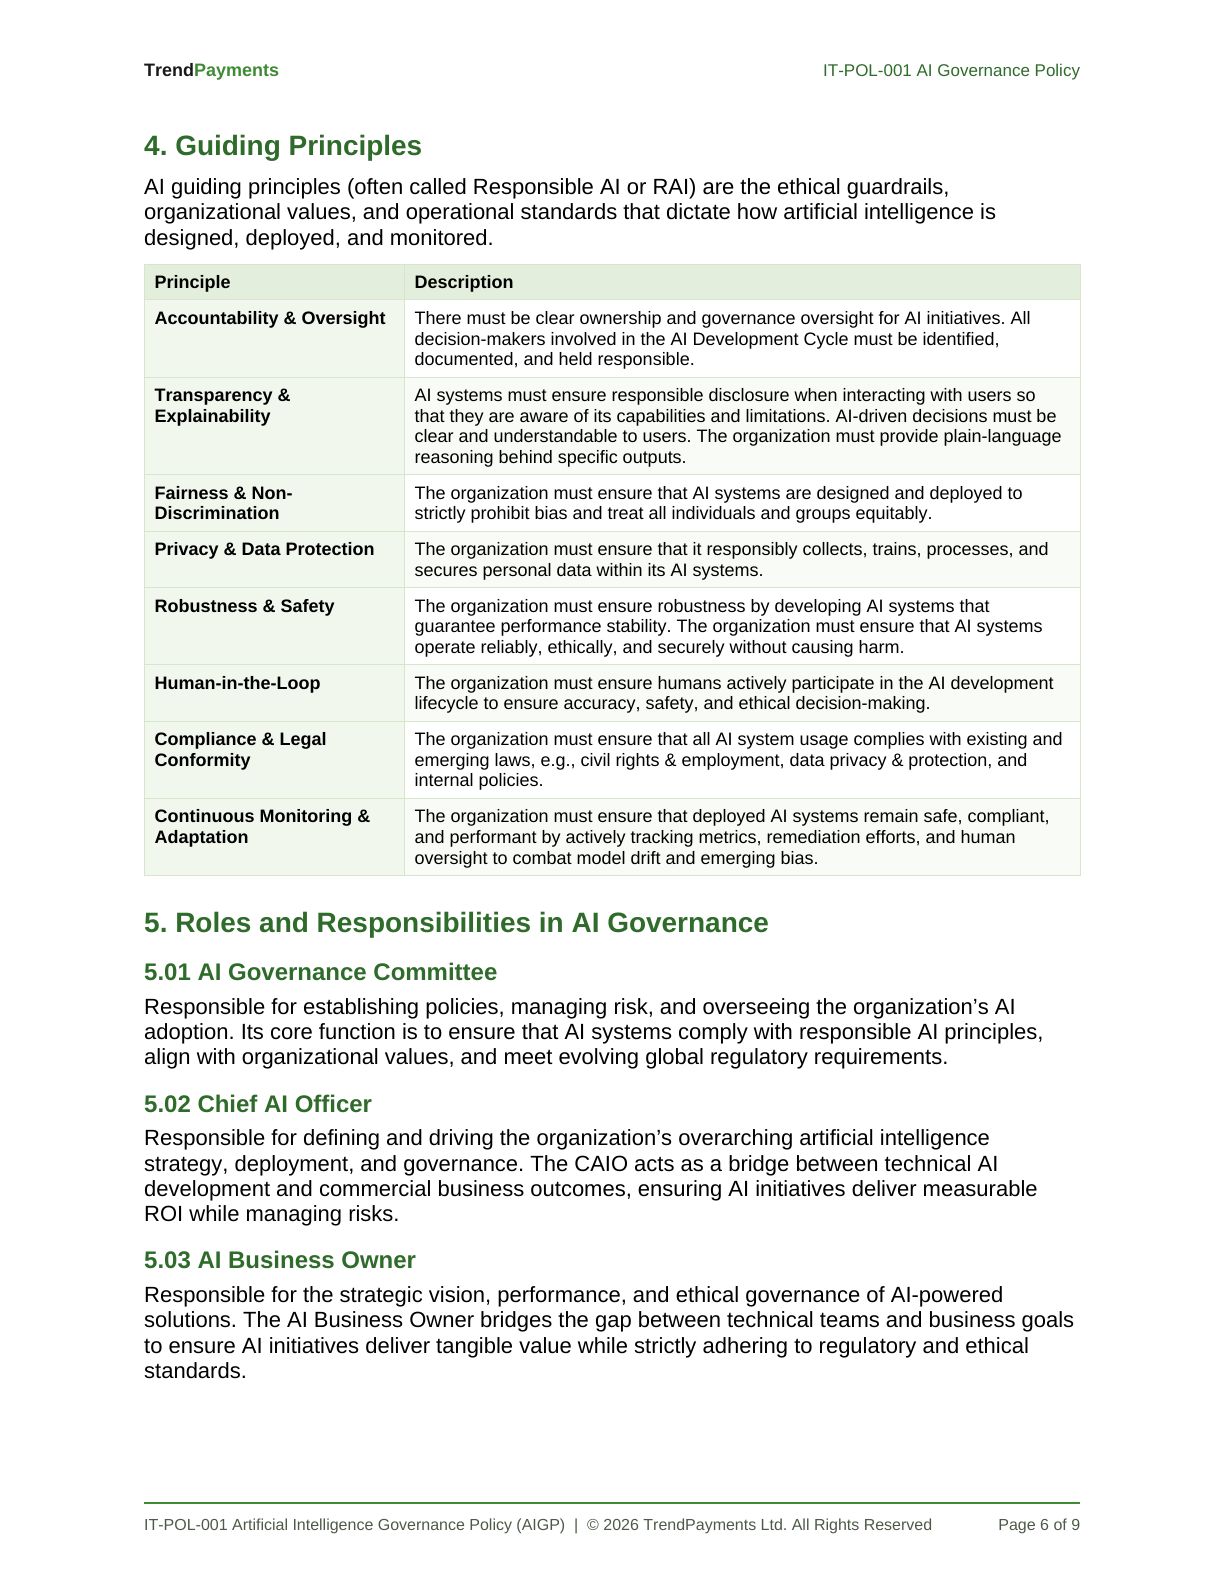 TrendPayments
IT-POL-001 AI Governance Policy
4. Guiding Principles
AI guiding principles (often called Responsible AI or RAI) are the ethical guardrails,
organizational values, and operational standards that dictate how artificial intelligence is
designed, deployed, and monitored.
Principle
Description
Accountability & Oversight
There must be clear ownership and governance oversight for AI initiatives. All
decision-makers involved in the AI Development Cycle must be identified,
documented, and held responsible.
Transparency &
Explainability
AI systems must ensure responsible disclosure when interacting with users so
that they are aware of its capabilities and limitations. AI-driven decisions must be
clear and understandable to users. The organization must provide plain-language
reasoning behind specific outputs.
Fairness & Non-
Discrimination
The organization must ensure that AI systems are designed and deployed to
strictly prohibit bias and treat all individuals and groups equitably.
Privacy & Data Protection
The organization must ensure that it responsibly collects, trains, processes, and
secures personal data within its AI systems.
Robustness & Safety
The organization must ensure robustness by developing AI systems that
guarantee performance stability. The organization must ensure that AI systems
operate reliably, ethically, and securely without causing harm.
Human-in-the-Loop
The organization must ensure humans actively participate in the AI development
lifecycle to ensure accuracy, safety, and ethical decision-making.
Compliance & Legal
Conformity
The organization must ensure that all AI system usage complies with existing and
emerging laws, e.g., civil rights & employment, data privacy & protection, and
internal policies.
Continuous Monitoring &
Adaptation
The organization must ensure that deployed AI systems remain safe, compliant,
and performant by actively tracking metrics, remediation efforts, and human
oversight to combat model drift and emerging bias.
5. Roles and Responsibilities in AI Governance
5.01 AI Governance Committee
Responsible for establishing policies, managing risk, and overseeing the organization’s AI
adoption. Its core function is to ensure that AI systems comply with responsible AI principles,
align with organizational values, and meet evolving global regulatory requirements.
5.02 Chief AI Officer
Responsible for defining and driving the organization’s overarching artificial intelligence
strategy, deployment, and governance. The CAIO acts as a bridge between technical AI
development and commercial business outcomes, ensuring AI initiatives deliver measurable
ROI while managing risks.
5.03 AI Business Owner
Responsible for the strategic vision, performance, and ethical governance of AI-powered
solutions. The AI Business Owner bridges the gap between technical teams and business goals
to ensure AI initiatives deliver tangible value while strictly adhering to regulatory and ethical
standards.
IT-POL-001 Artificial Intelligence Governance Policy (AIGP) | © 2026 TrendPayments Ltd. All Rights Reserved
Page 6 of 9